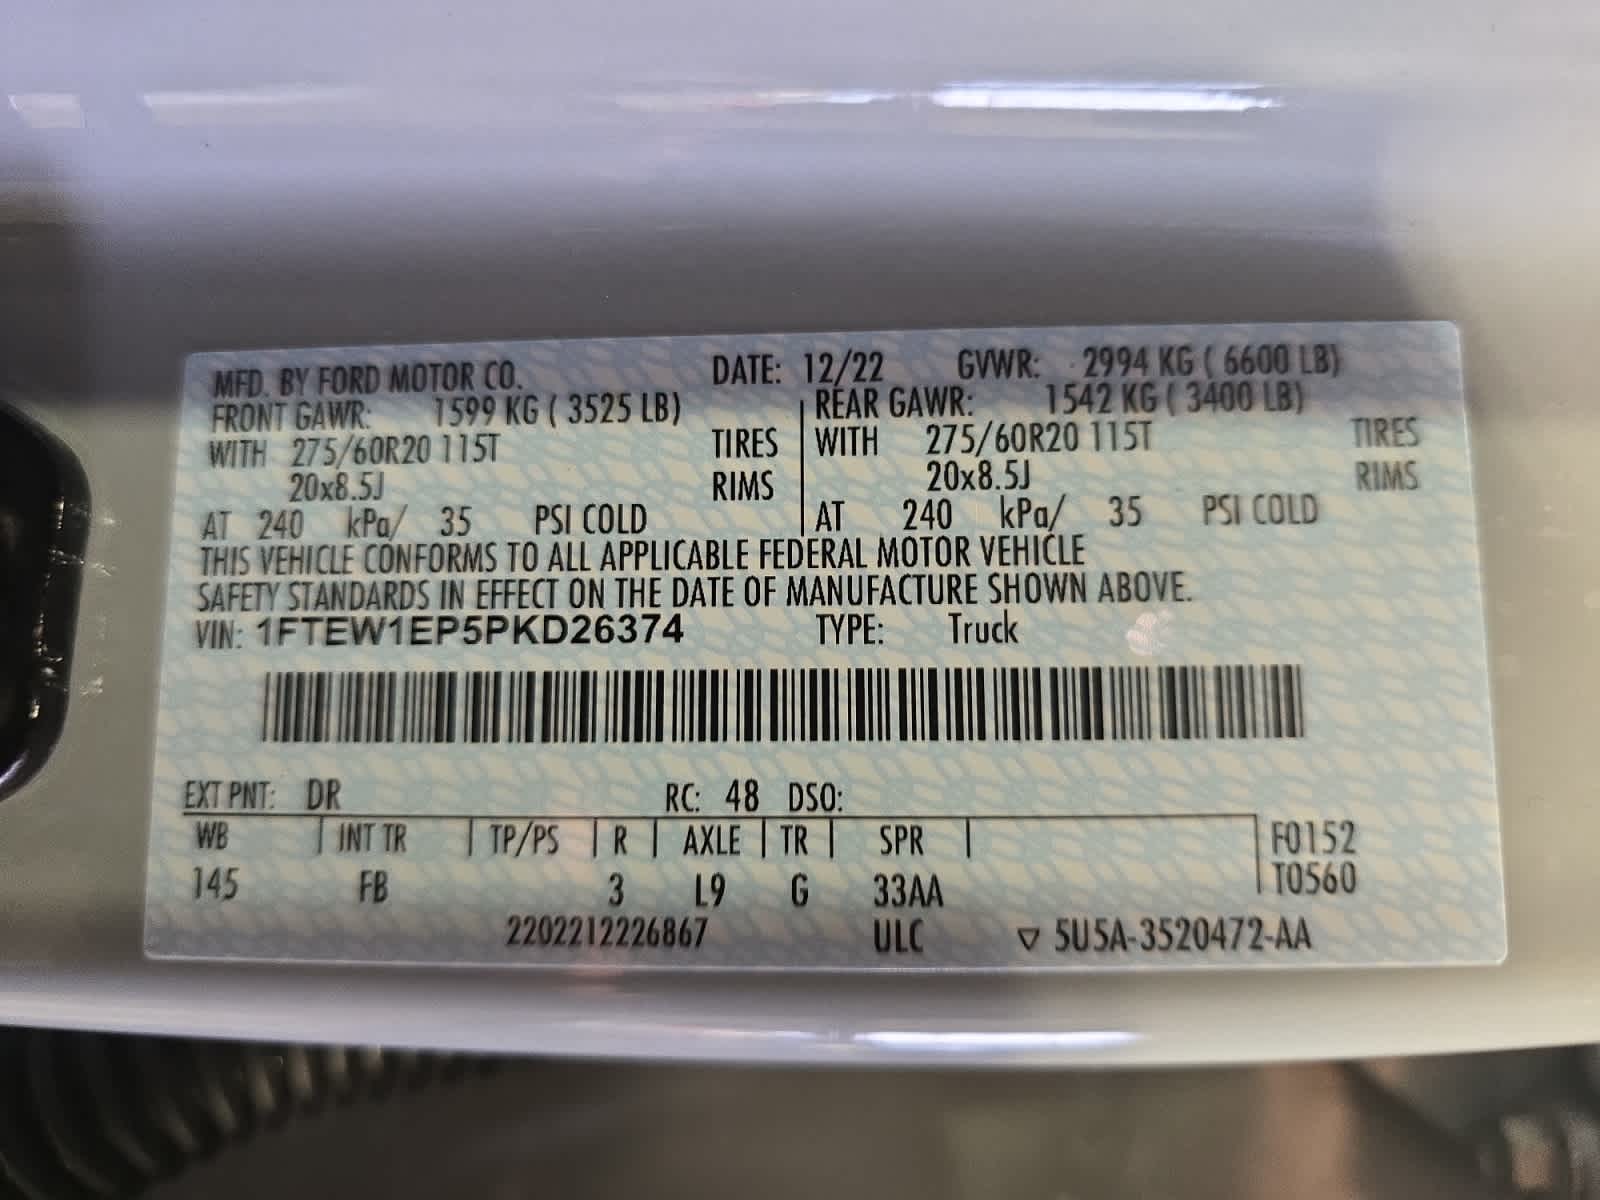 MFD. BY FORD MOTOR CO. DATE: 12/22 GVWR: 2994 KG ( 6600 LB)
FRONT GAWR: 1599 KG ( 3525 LB) REAR GAWR: 1542 KG ( 3400 LB)
WITH 275/60R20 115T TIRES WITH 275/60R20 115T TIRES
20x8.5J RIMS 20x8.5J RIMS
AT 240 kPa/ 35 PSI COLD AT 240 kPa/ 35 PSI COLD
THIS VEHICLE CONFORMS TO ALL APPLICABLE FEDERAL MOTOR VEHICLE
SAFETY STANDARDS IN EFFECT ON THE DATE OF MANUFACTURE SHOWN ABOVE.
VIN: 1FTEW1EP5PKD26374 TYPE: Truck
EXT PNT: DR RC: 48 DSO:
WB INT TR TP/PS R AXLE TR SPR F0152
145 FB 3 L9 G 33AA T0560
2202212226867 ULC ▽ 5U5A-3520472-AA